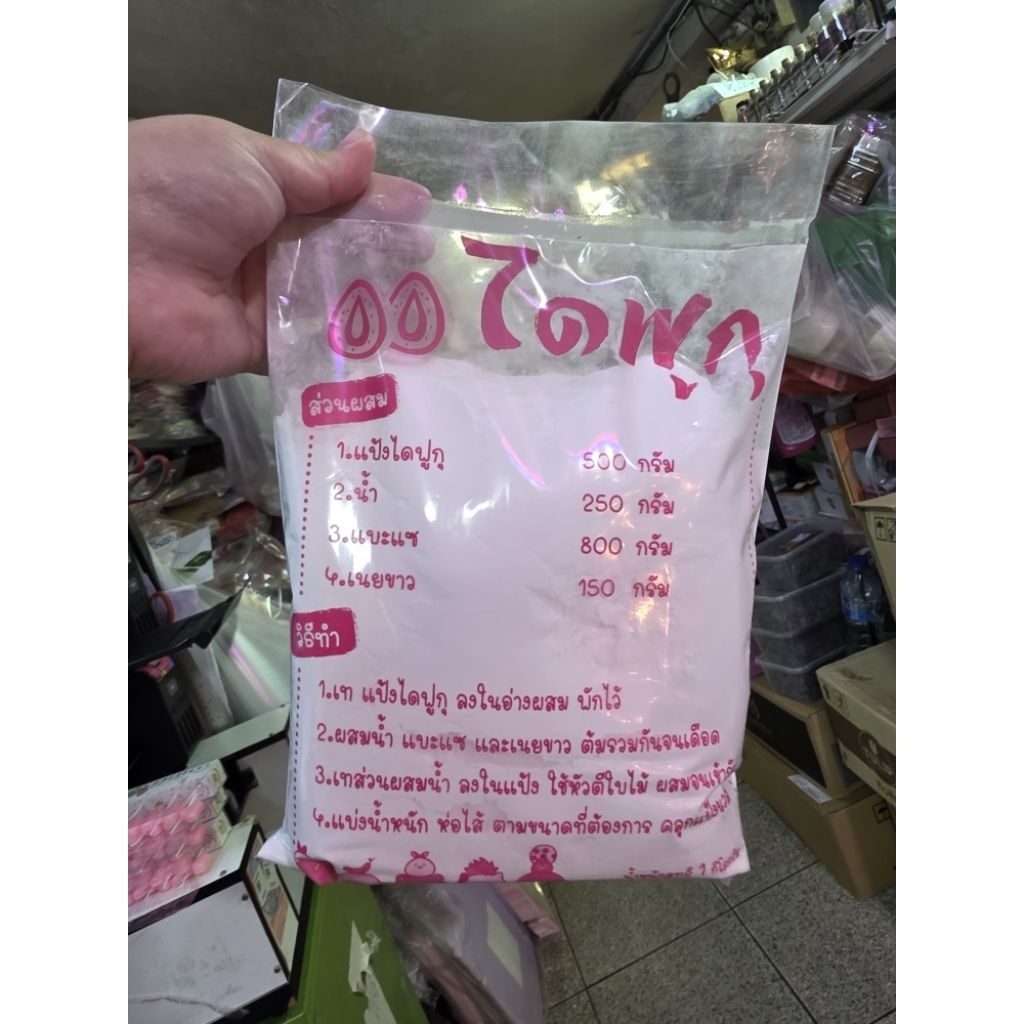 ไดฟูกุ
ส่วนผสม
1.แป้งไดฟูกุ 500 กรัม
2.น้ำ 250 กรัม
3.แบะแซ 800 กรัม
4.เนยขาว 150 กรัม
วิธีทำ
1.เท แป้งไดฟูกุ ลงในอ่างผสม พักไว้
2.ผสมน้ำ แบะแซ และเนยขาว ต้มรวมกันจนเดือด
3.เทส่วนผสมน้ำ ลงในแป้ง ใช้หัวตีใบไม้ ผสมจน
4.แบ่งน้ำหนัก ห่อไส้ ตามขนาดที่ต้องการ